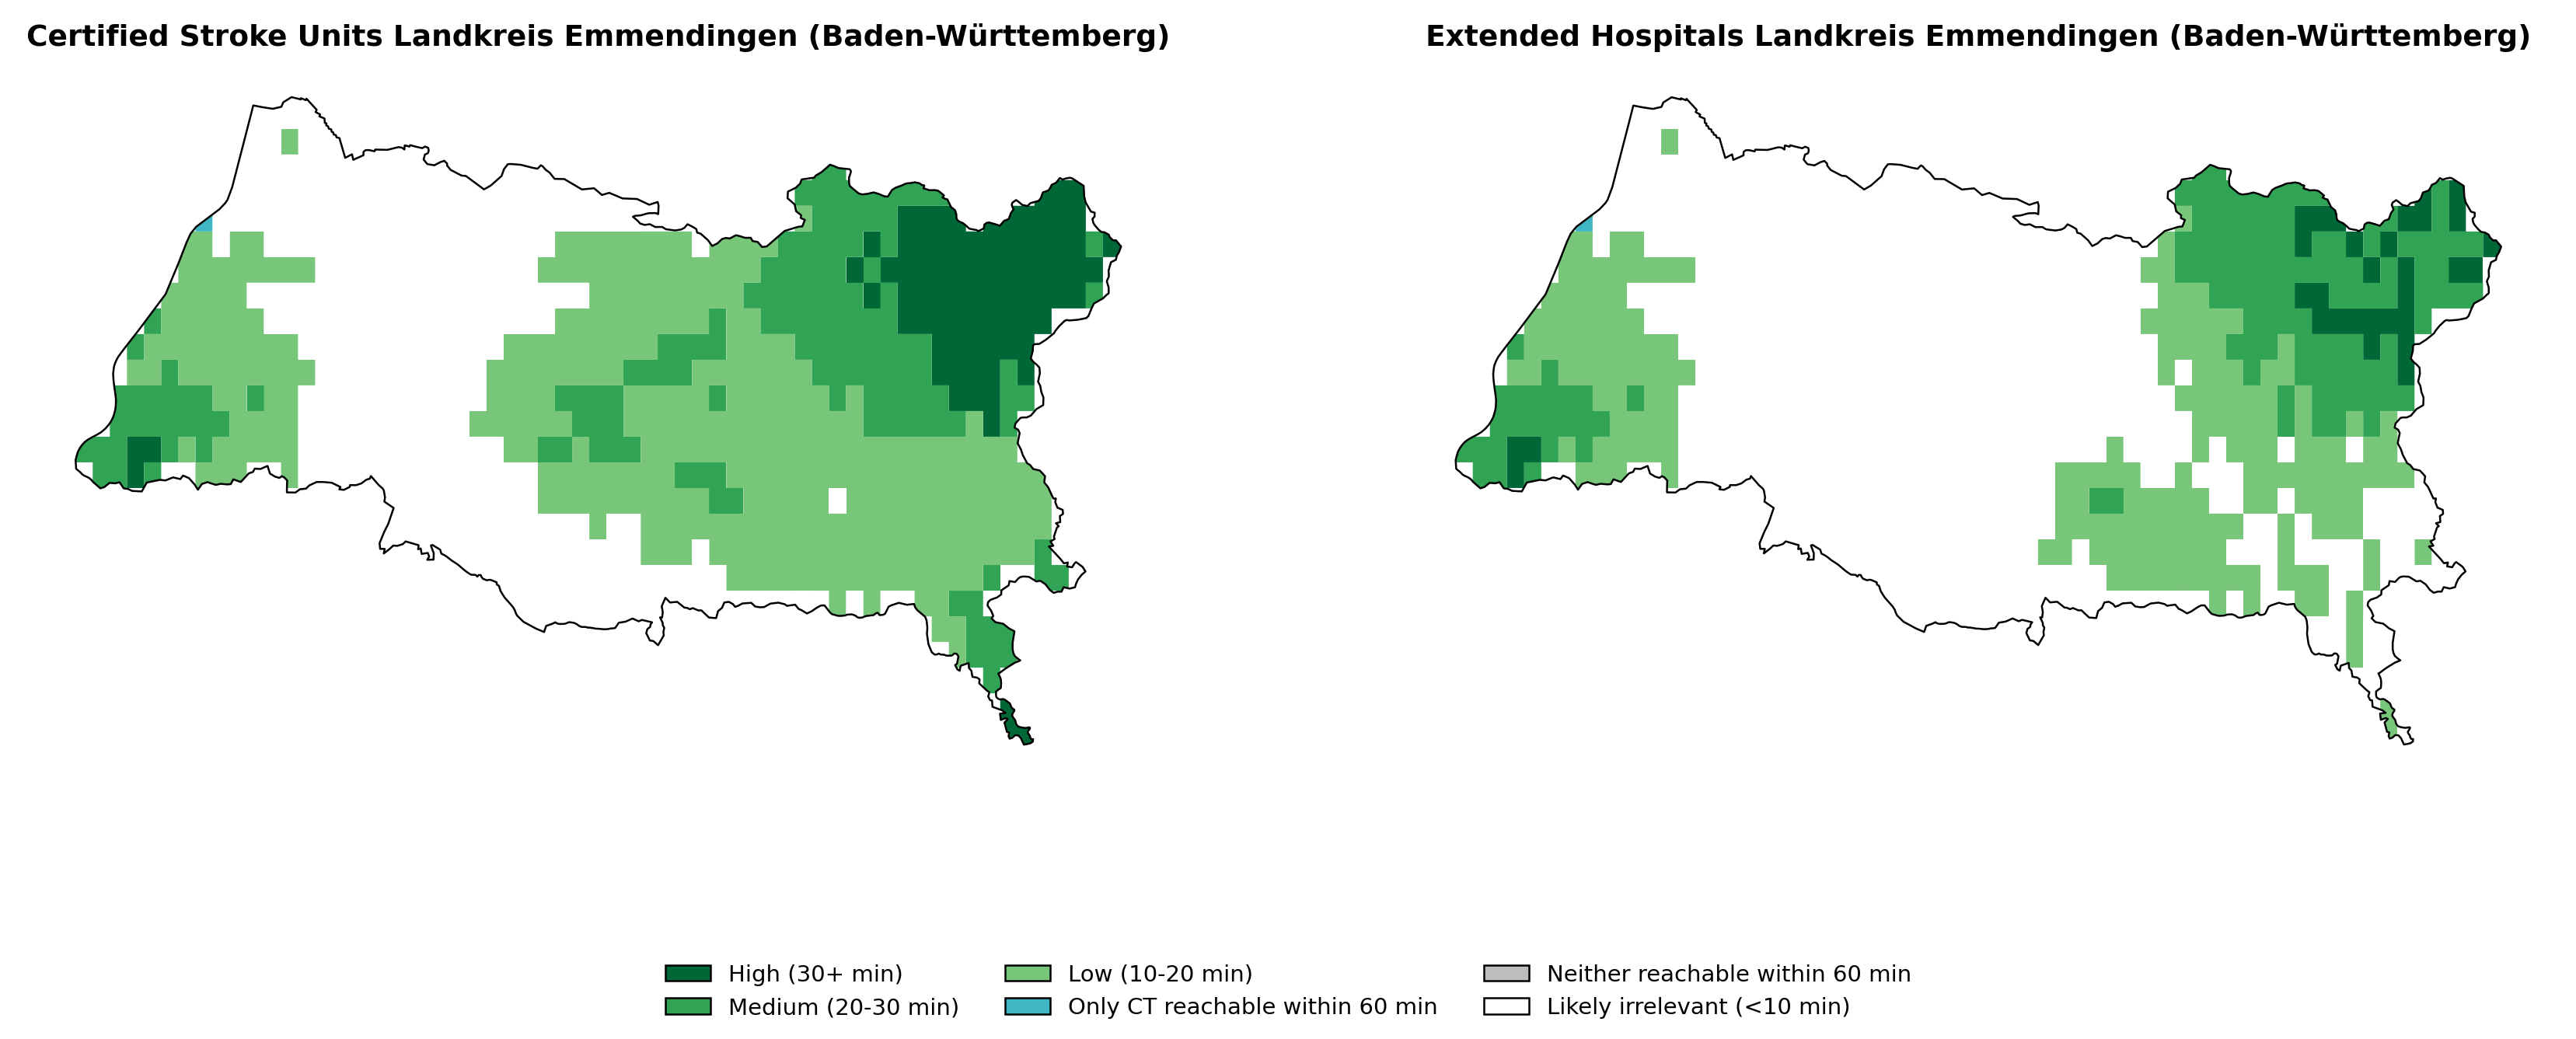 Certified Stroke Units Landkreis Emmendingen (Baden-Württemberg)
Extended Hospitals Landkreis Emmendingen (Baden-Württemberg)
High (30+ min)
Medium (20-30 min)
Low (10-20 min)
Only CT reachable within 60 min
Neither reachable within 60 min
Likely irrelevant (<10 min)